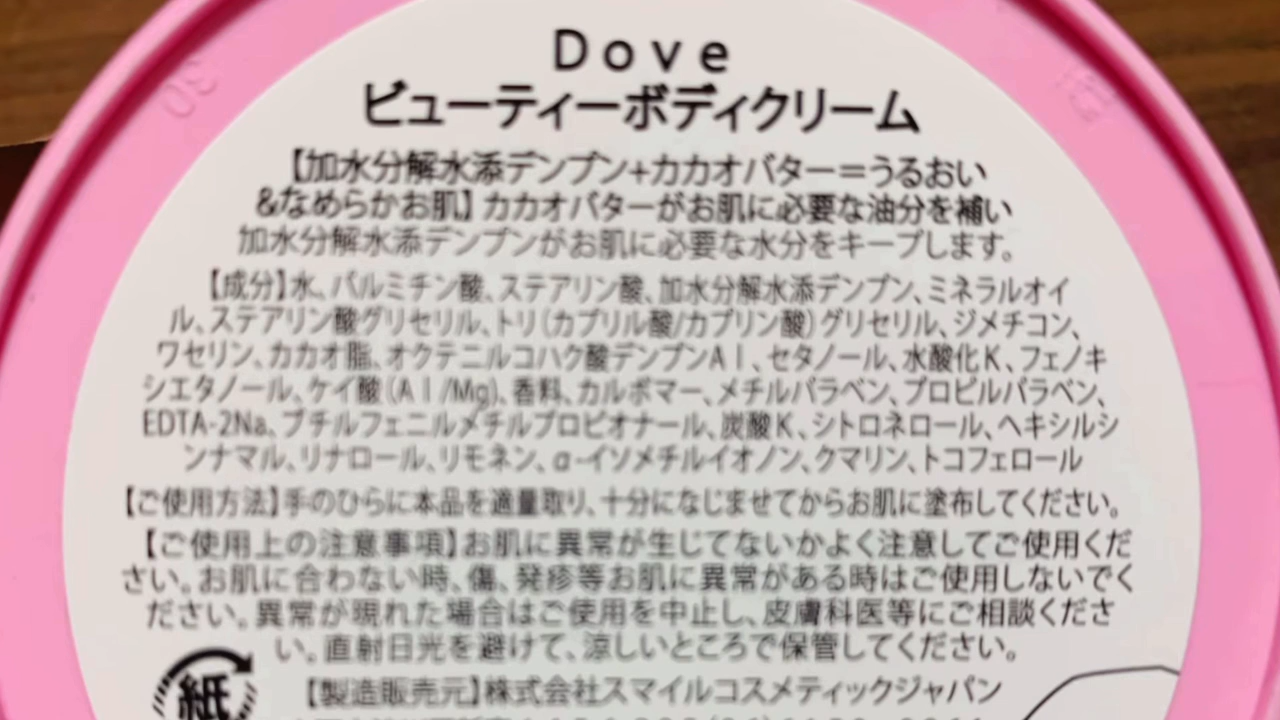 Dove
ビューティーボディクリーム
【加水分解水添デンプン+カカオバター＝うるおい
&なめらかお肌】カカオバターがお肌に必要な油分を補い
加水分解水添デンプンがお肌に必要な水分をキープします。
【成分】水、パルミチン酸、ステアリン酸、加水分解水添デンプン、ミネラルオイ
ル、ステアリン酸グリセリル、トリ（カプリル酸/カプリン酸）グリセリル、ジメチコン、
ワセリン、カカオ脂、オクテニルコハク酸デンプンAl、セタノール、水酸化K、フェノキ
シエタノール、ケイ酸（Al/Mg）、香料、カルボマー、メチルパラベン、プロピルパラベン、
EDTA-2Na、ブチルフェニルメチルプロピオナール、炭酸K、シトロネロール、ヘキシルシ
ンナマル、リナロール、リモネン、α-イソメチルイオノン、クマリン、トコフェロール
【ご使用方法】手のひらに本品を適量取り、十分になじませてからお肌に塗布してください。
【ご使用上の注意事項】お肌に異常が生じてないかよく注意してご使用くだ
さい。お肌に合わない時、傷、発疹等お肌に異常がある時はご使用しないでく
ださい。異常が現れた場合はご使用を中止し、皮膚科医等にご相談くださ
い。直射日光を避けて、涼しいところで保管してください。
紙
【製造販売元】株式会社スマイルコスメティックジャパン